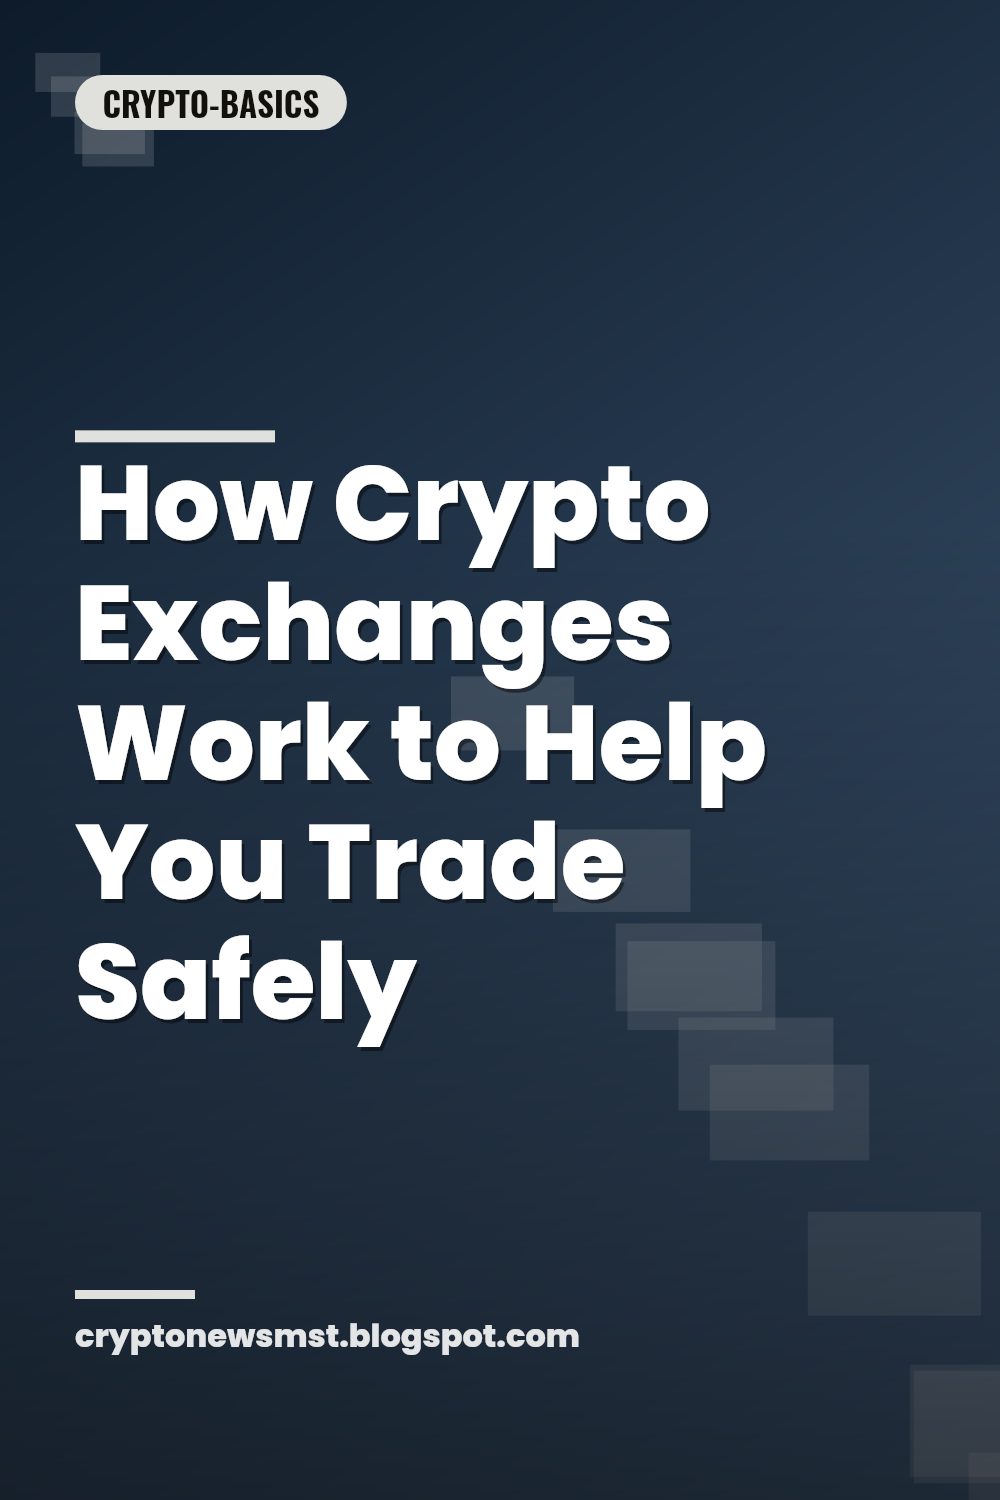 CRYPTO-BASICS
How Crypto
Exchanges
Work to Help
You Trade
Safely
cryptonewsmst.blogspot.com